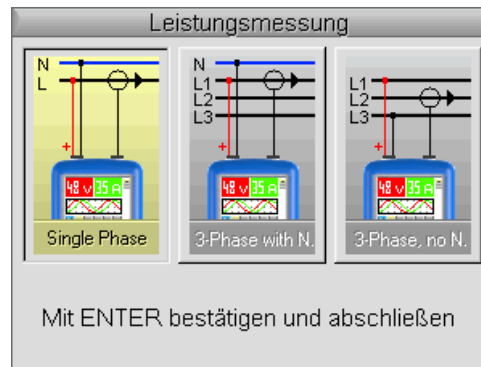 Leistungsmessung
N
L
+
48 V 35 A
Single Phase
N
L1
L2
L3
+
48 V 35 A
3-Phase with N.
L1
L2
L3
+
48 V 35 A
3-Phase, no N.
Mit ENTER bestätigen und abschließen